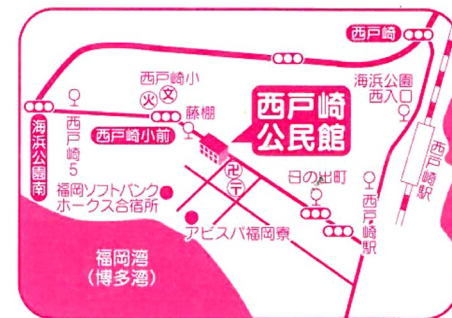 西戸崎
海浜公園
西入口
西戸崎小
文
火
藤棚
西戸崎
公民館
西戸崎小前
海浜公園南
西戸崎5
西戸崎駅
日の出町
卍
〒
福岡ソフトバンク
ホークス合宿所
アビスパ福岡寮
西戸崎駅
福岡湾
(博多湾)